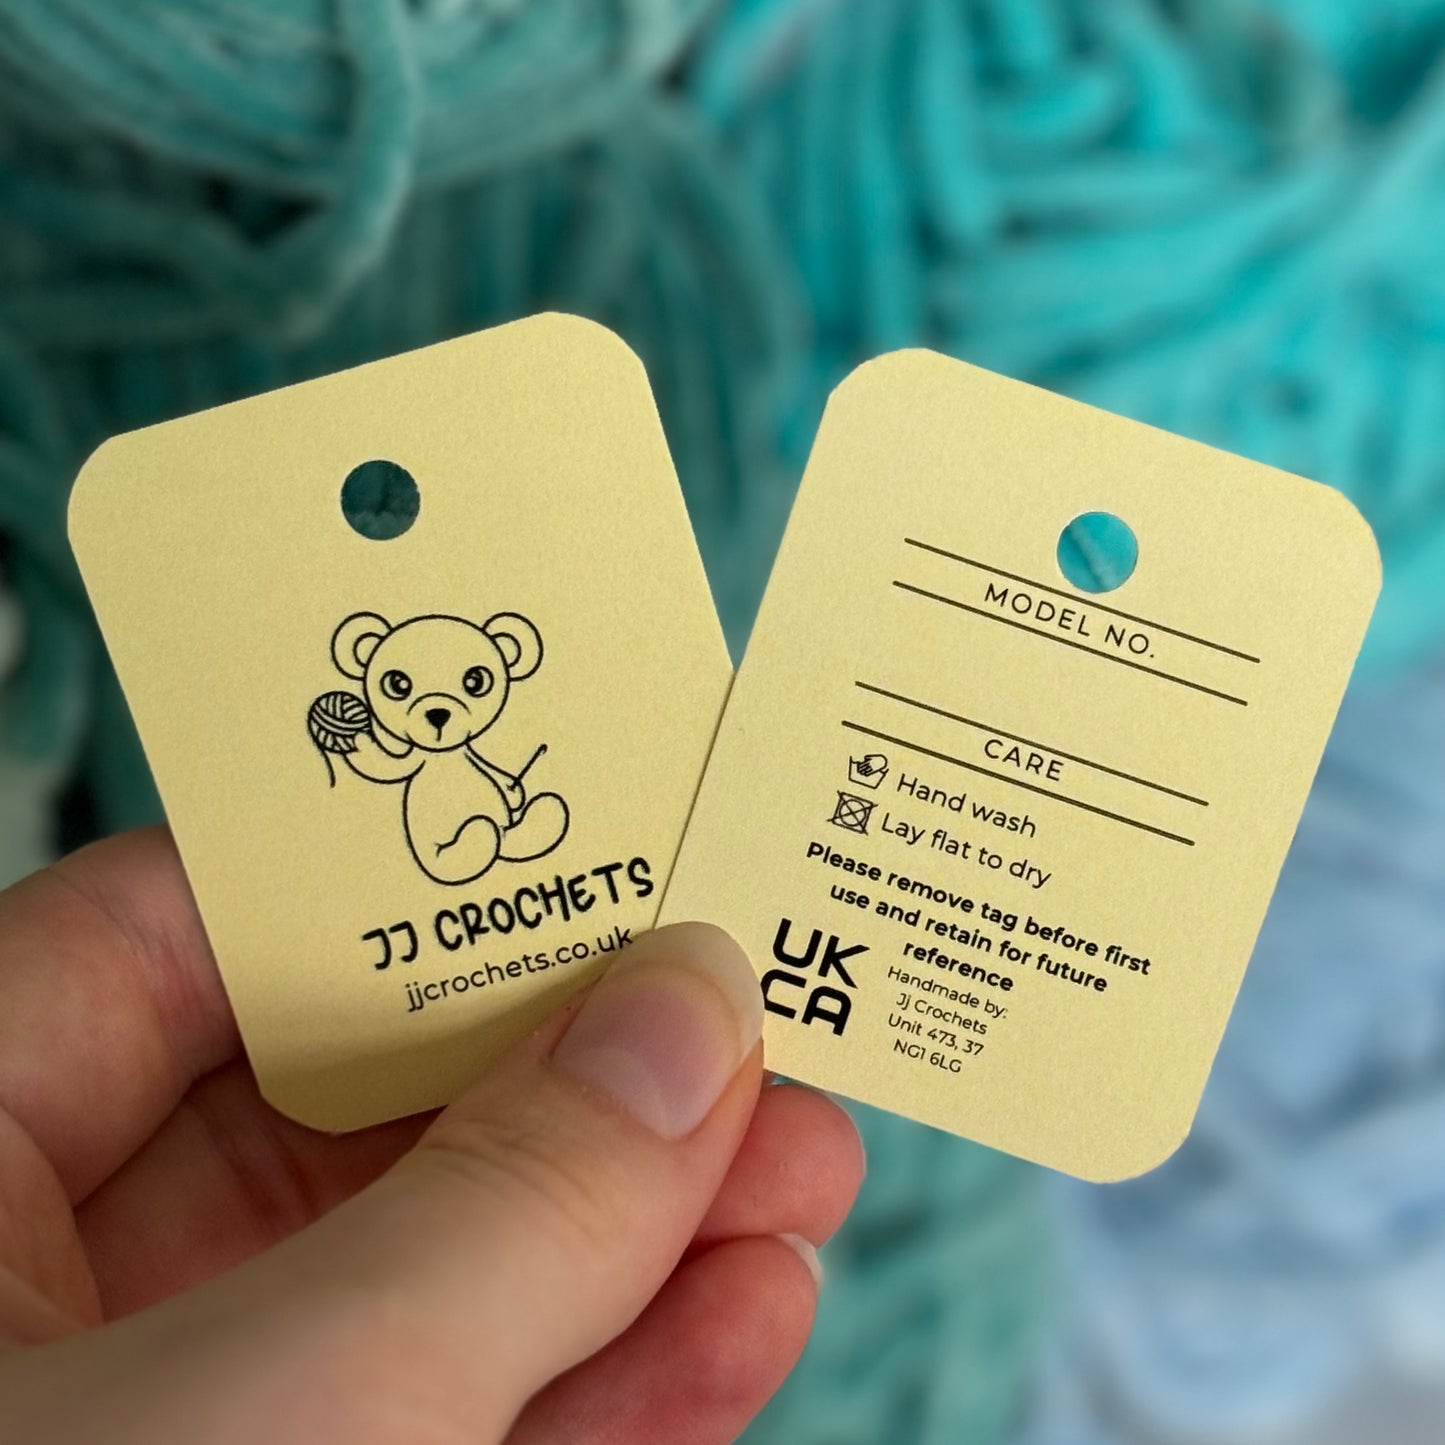 JJ CROCHETS
jjcrochets.co.uk
MODEL NO.
CARE
Hand wash
Lay flat to dry
Please remove tag before first
use and retain for future
reference
UK
CA
Handmade by:
Jj Crochets
Unit 473, 37
NG1 6LG